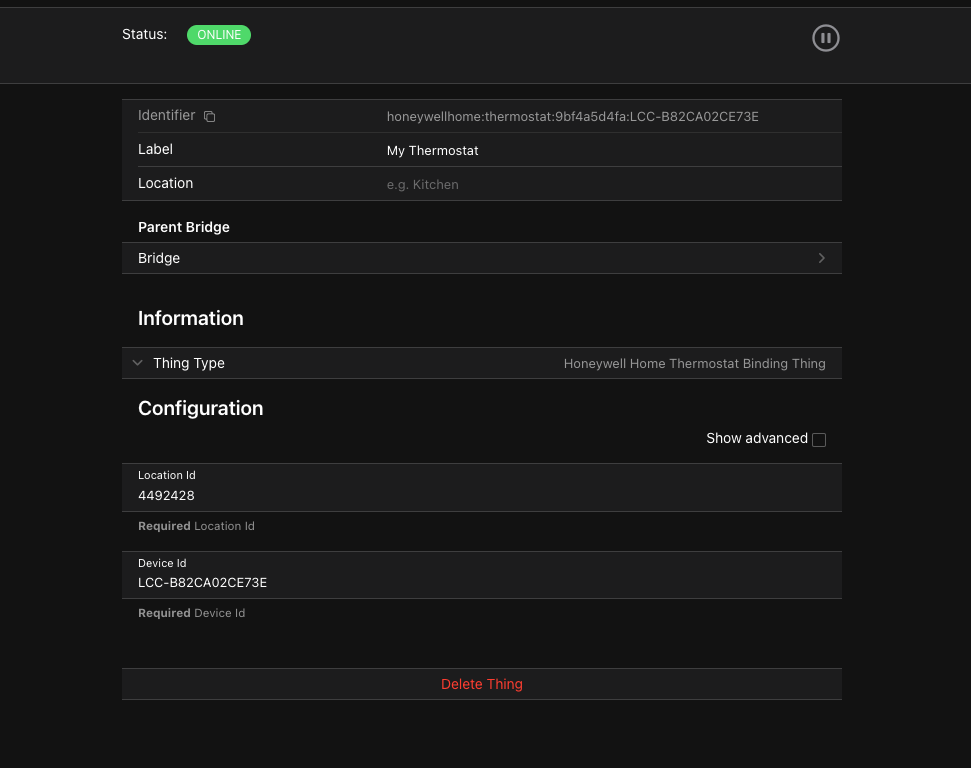 Status: ONLINE
Identifier honeywellhome:thermostat:9bf4a5d4fa:LCC-B82CA02CE73E
Label My Thermostat
Location e.g. Kitchen
Parent Bridge
Bridge
Information
Thing Type Honeywell Home Thermostat Binding Thing
Configuration
Show advanced
Location Id
4492428
Required Location Id
Device Id
LCC-B82CA02CE73E
Required Device Id
Delete Thing